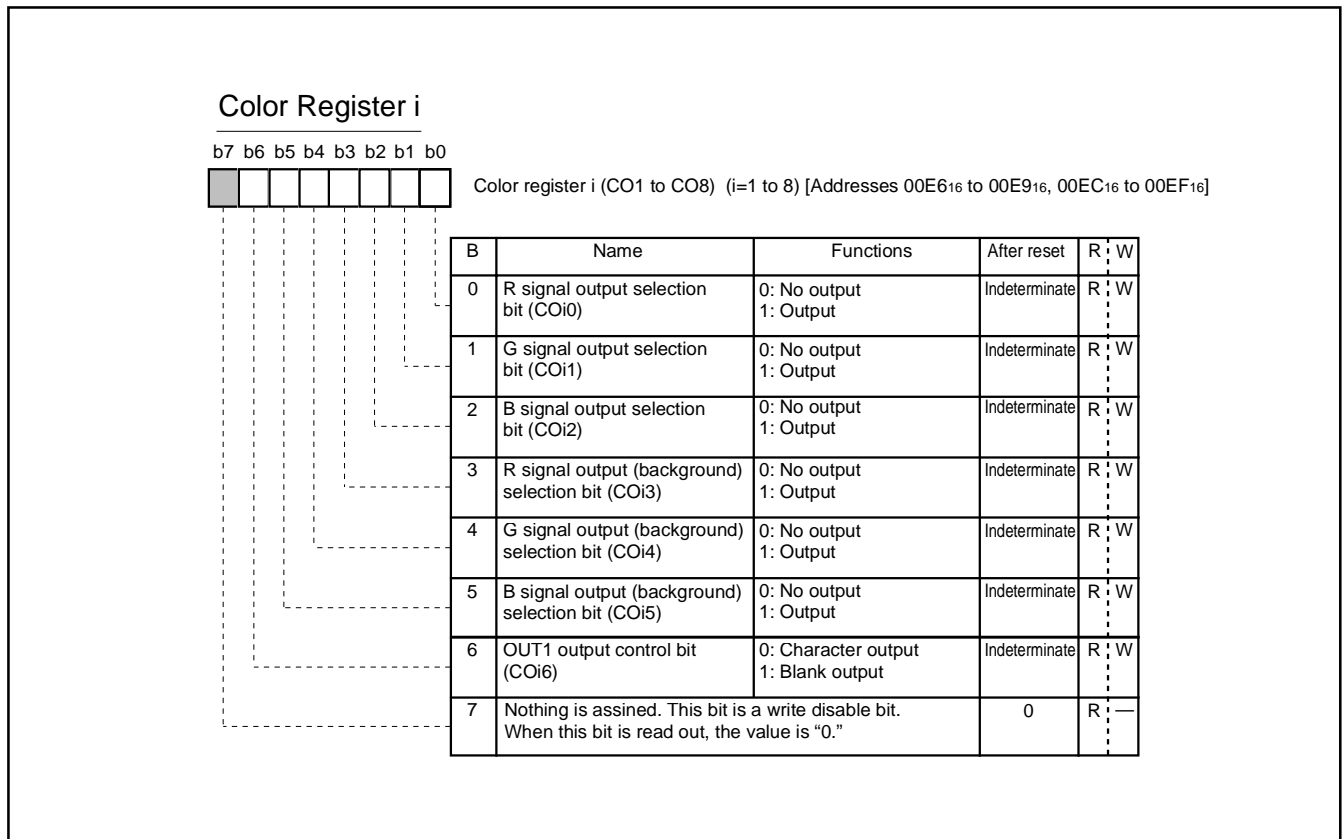 Color Register i
b7 b6 b5 b4 b3 b2 b1 b0
Color register i (CO1 to CO8) (i=1 to 8) [Addresses 00E616 to 00E916, 00EC16 to 00EF16]
B Name Functions After reset R W
0 R signal output selection 0: No output Indeterminate R W
bit (COi0) 1: Output
1 G signal output selection 0: No output Indeterminate R W
bit (COi1) 1: Output
2 B signal output selection 0: No output Indeterminate R W
bit (COi2) 1: Output
3 R signal output (background) 0: No output Indeterminate R W
selection bit (COi3) 1: Output
4 G signal output (background) 0: No output Indeterminate R W
selection bit (COi4) 1: Output
5 B signal output (background) 0: No output Indeterminate R W
selection bit (COi5) 1: Output
6 OUT1 output control bit 0: Character output Indeterminate R W
(COi6) 1: Blank output
7 Nothing is assined. This bit is a write disable bit. 0 R —
When this bit is read out, the value is “0.”